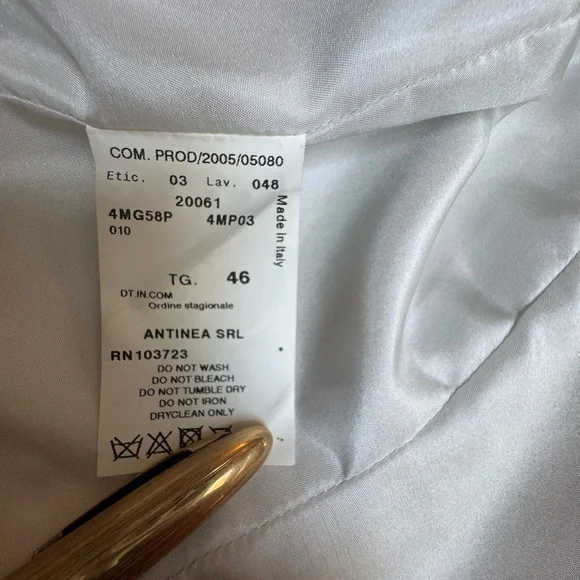 COM. PROD/2005/05080
Etic. 03 Lav. 048
20061
4MG58P 4MP03
010
Made in Italy
TG. 46
DT.IN.COM
Ordine stagionale
ANTINEA SRL
RN103723
DO NOT WASH
DO NOT BLEACH
DO NOT TUMBLE DRY
DO NOT IRON
DRYCLEAN ONLY